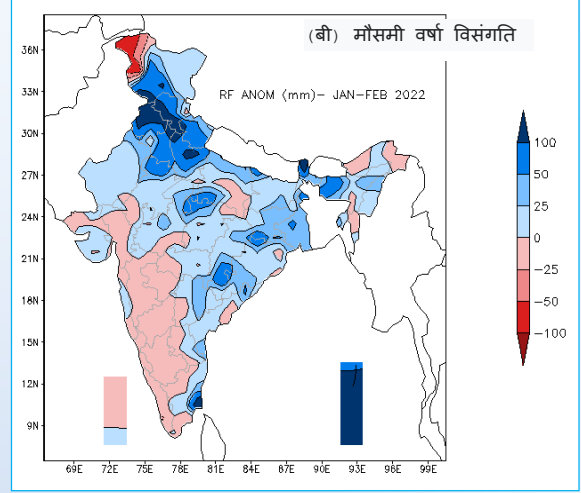 (बी) मौसमी वर्षा विसंगति
RF ANOM (mm)- JAN-FEB 2022
36N
33N
30N
27N
24N
21N
18N
15N
12N
9N
69E 72E 75E 78E 81E 84E 87E 90E 93E 96E 99E
100
50
25
0
-25
-50
-100